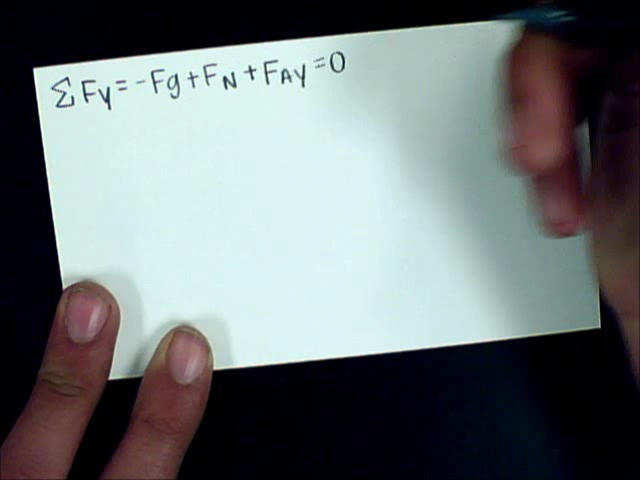 ΣFy = -Fg + FN + FAy = 0